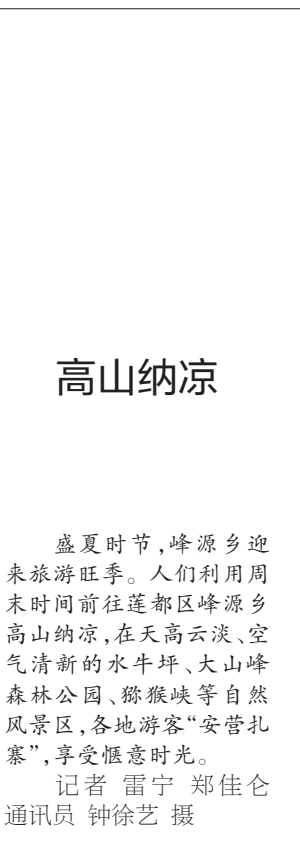 高山纳凉
盛夏时节,峰源乡迎
来旅游旺季。人们利用周
末时间前往莲都区峰源乡
高山纳凉,在天高云淡、空
气清新的水牛坪、大山峰
森林公园、猕猴峡等自然
风景区,各地游客“安营扎
寨”,享受惬意时光。
记者 雷宁 郑佳仑
通讯员 钟徐艺 摄